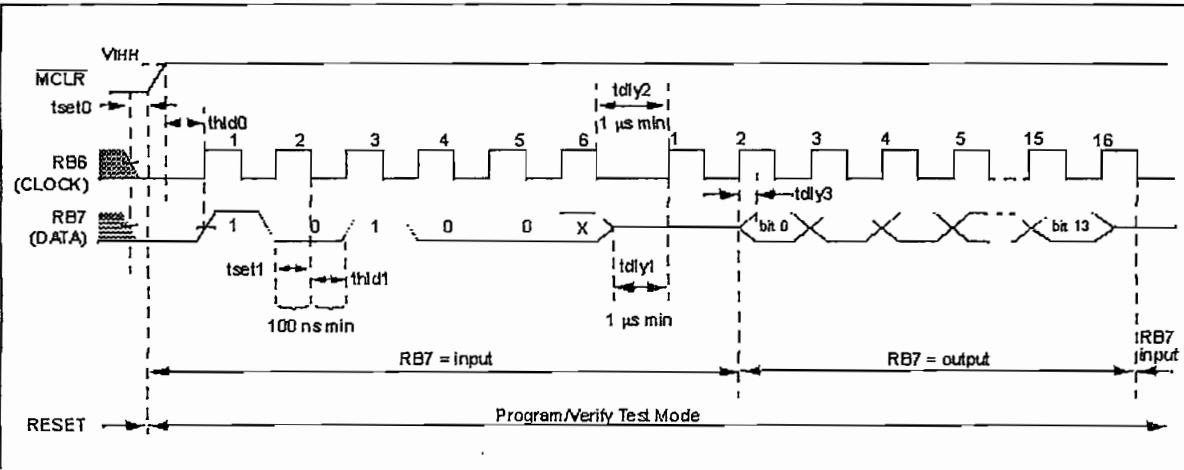 VIHH
MCLR
tset0
thld0
tdly2
1 µs min
1 2 3 4 5 6 1 2 3 4 5 15 16
RB6
(CLOCK)
tdly3
RB7
(DATA)
1 0 1 0 0 X bit 0 bit 13
tset1
thld1
tdly1
100 ns min
1 µs min
RB7 = input
RB7 = output
RB7
input
RESET
Program/Verify Test Mode